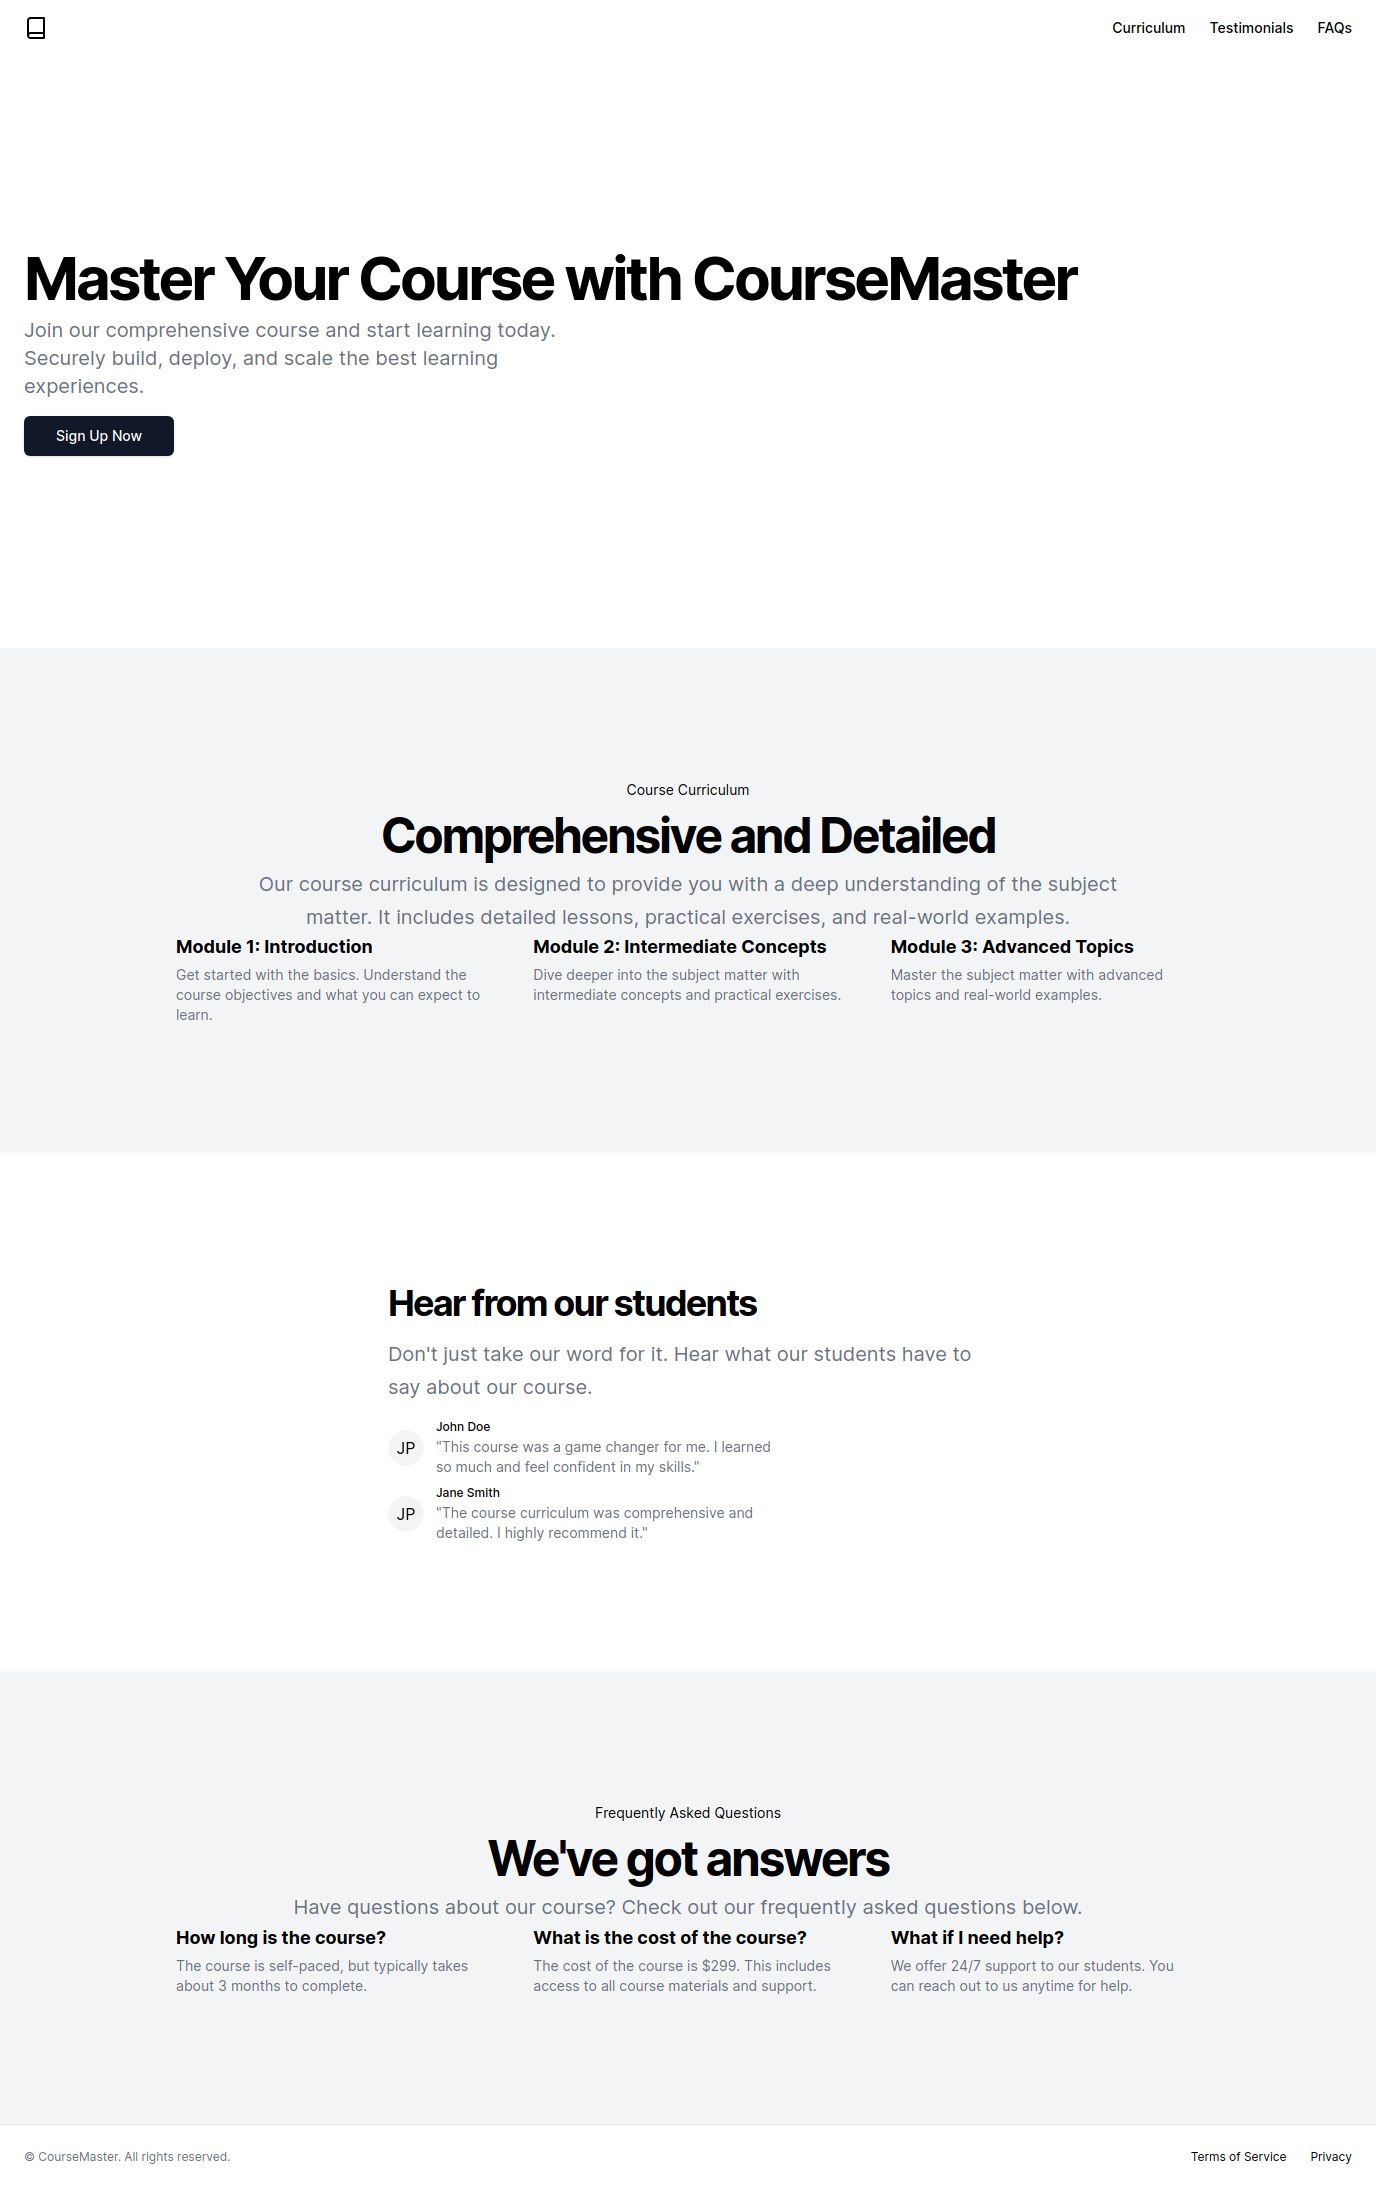 Curriculum Testimonials FAQs
Master Your Course with CourseMaster
Join our comprehensive course and start learning today.
Securely build, deploy, and scale the best learning
experiences.
Sign Up Now
Course Curriculum
Comprehensive and Detailed
Our course curriculum is designed to provide you with a deep understanding of the subject
matter. It includes detailed lessons, practical exercises, and real-world examples.
Module 1: Introduction
Get started with the basics. Understand the
course objectives and what you can expect to
learn.
Module 2: Intermediate Concepts
Dive deeper into the subject matter with
intermediate concepts and practical exercises.
Module 3: Advanced Topics
Master the subject matter with advanced
topics and real-world examples.
Hear from our students
Don't just take our word for it. Hear what our students have to
say about our course.
JP
John Doe
"This course was a game changer for me. I learned
so much and feel confident in my skills."
JP
Jane Smith
"The course curriculum was comprehensive and
detailed. I highly recommend it."
Frequently Asked Questions
We've got answers
Have questions about our course? Check out our frequently asked questions below.
How long is the course?
The course is self-paced, but typically takes
about 3 months to complete.
What is the cost of the course?
The cost of the course is $299. This includes
access to all course materials and support.
What if I need help?
We offer 24/7 support to our students. You
can reach out to us anytime for help.
© CourseMaster. All rights reserved.
Terms of Service Privacy